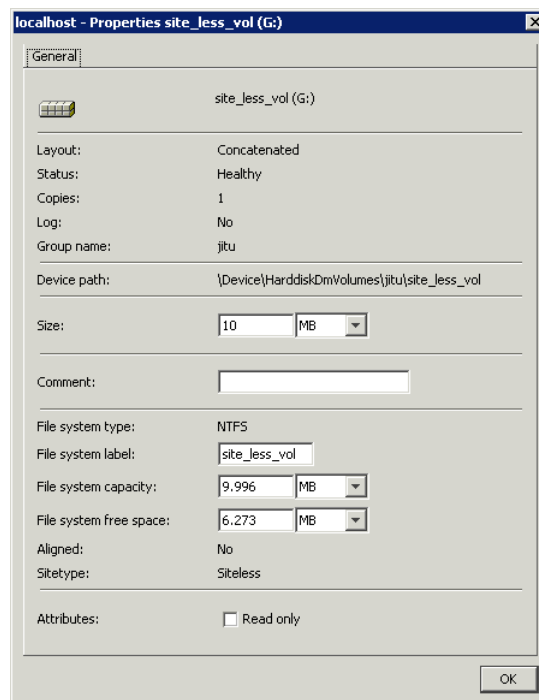 localhost - Properties site_less_vol (G:)
General
site_less_vol (G:)
Layout: Concatenated
Status: Healthy
Copies: 1
Log: No
Group name: jitu
Device path: \Device\HarddiskDmVolumes\jitu\site_less_vol
Size: 10 MB
Comment:
File system type: NTFS
File system label: site_less_vol
File system capacity: 9.996 MB
File system free space: 6.273 MB
Aligned: No
Sitetype: Siteless
Attributes: Read only
OK